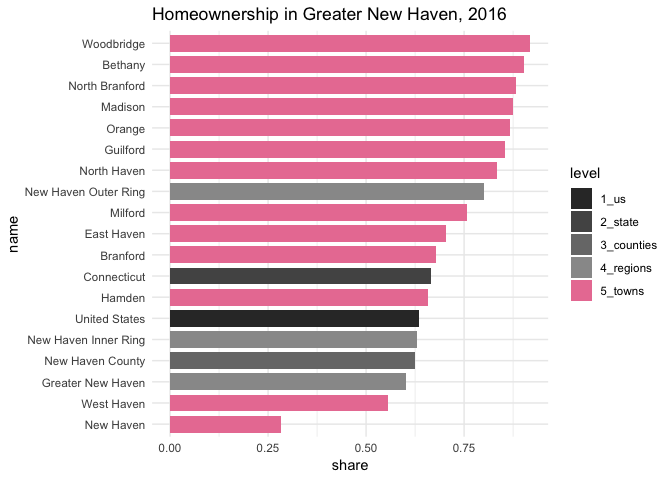 Homeownership in Greater New Haven, 2016
Woodbridge
Bethany
North Branford
Madison
Orange
Guilford
North Haven
New Haven Outer Ring
Milford
East Haven
Branford
Connecticut
Hamden
United States
New Haven Inner Ring
New Haven County
Greater New Haven
West Haven
New Haven
name
0.00 0.25 0.50 0.75
share
level
1_us
2_state
3_counties
4_regions
5_towns